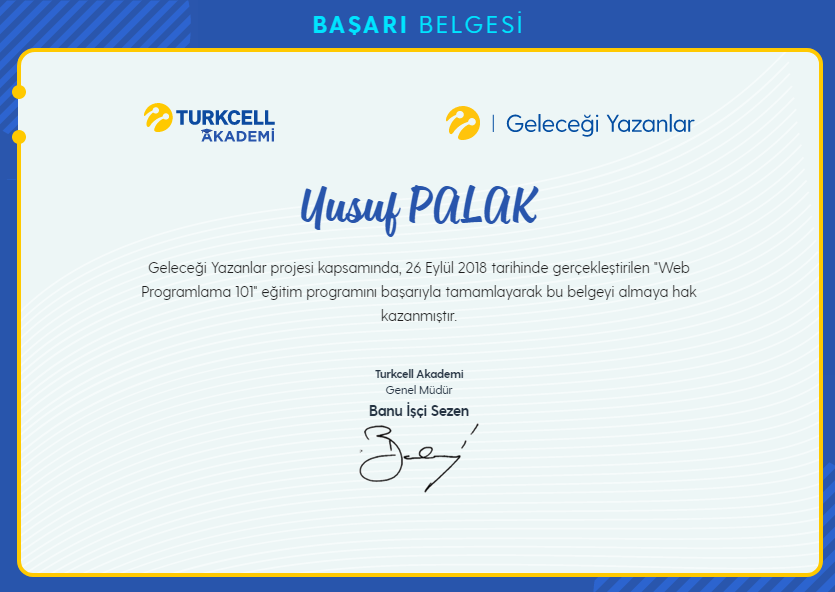 BAŞARI BELGESİ
TURKCELL
AKADEMİ
Geleceği Yazanlar
Yusuf PALAK
Geleceği Yazanlar projesi kapsamında, 26 Eylül 2018 tarihinde gerçekleştirilen "Web
Programlama 101" eğitim programını başarıyla tamamlayarak bu belgeyi almaya hak
kazanmıştır.
Turkcell Akademi
Genel Müdür
Banu İşçi Sezen